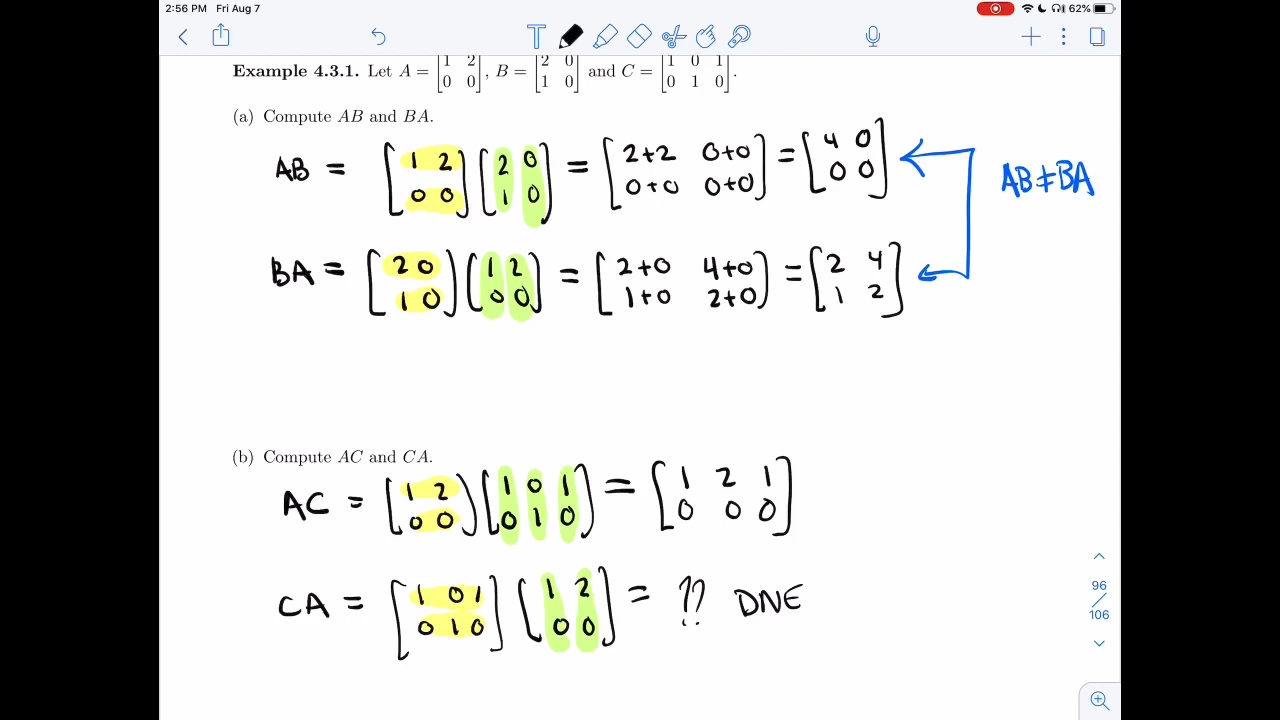 2:56 PM Fri Aug 7 62%
Example 4.3.1. Let A = [1 2 0 0], B = [2 0 1 0] and C = [1 0 1 0 1 0].
(a) Compute AB and BA.
AB = [1 2 0 0] [2 0 1 0] = [2+2 0+0 0+0 0+0] = [4 0 0 0]
AB≠BA
BA = [2 0 1 0] [1 2 0 0] = [2+0 4+0 1+0 2+0] = [2 4 1 2]
(b) Compute AC and CA.
AC = [1 2 0 0] [1 0 1 0 1 0] = [1 2 1 0 0 0]
CA = [1 0 1 0 1 0] [1 2 0 0] = ?? DNE
96
106